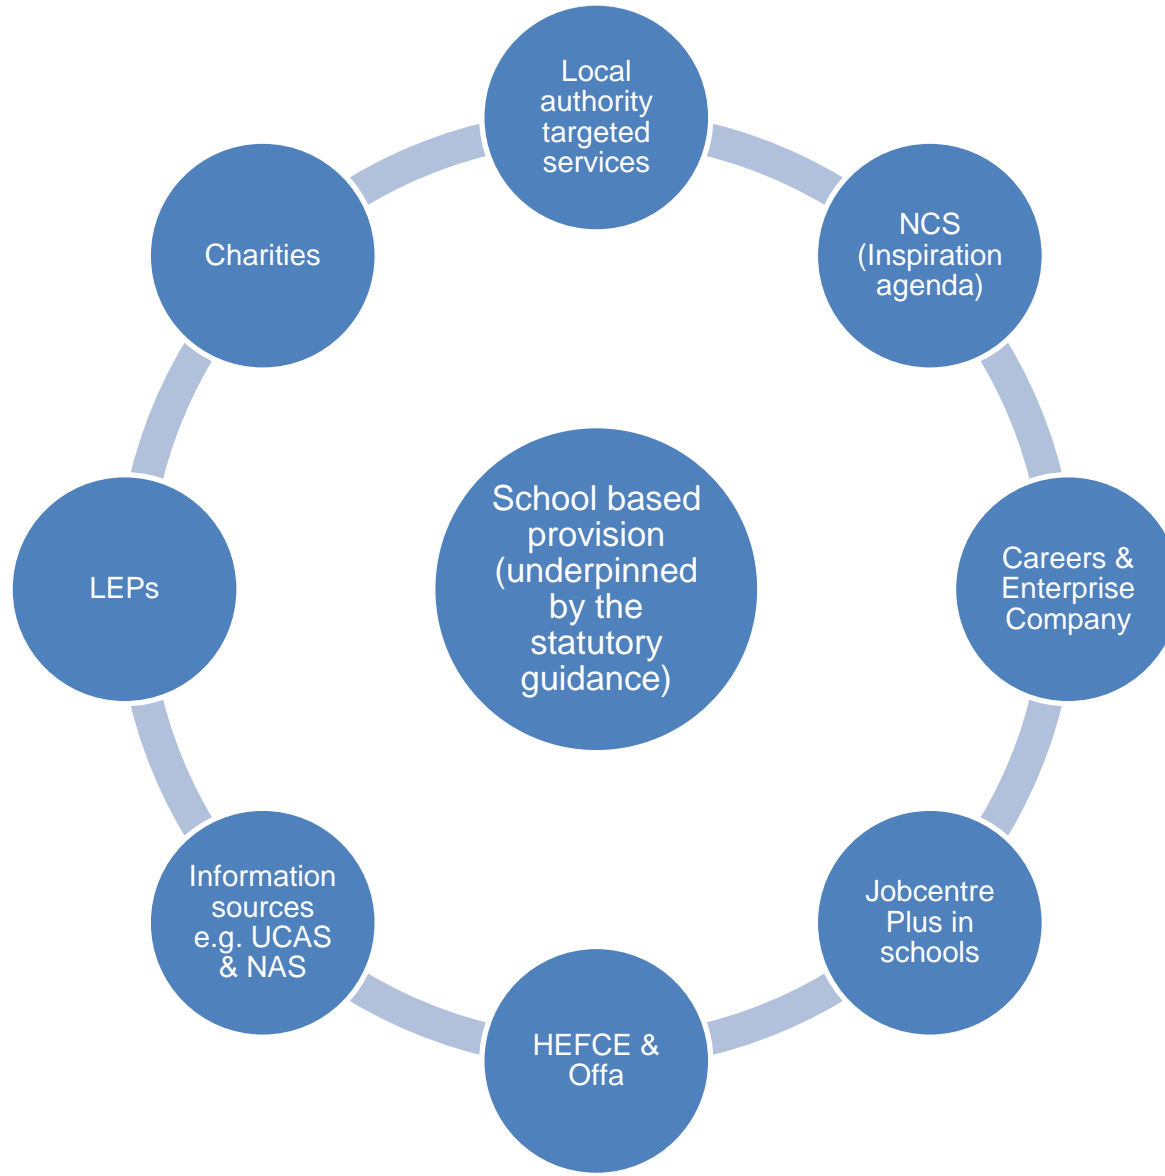 Local
authority
targeted
services
NCS
(Inspiration
agenda)
Careers &
Enterprise
Company
Jobcentre
Plus in
schools
HEFCE &
Offa
Information
sources
e.g. UCAS
& NAS
LEPs
Charities
School based
provision
(underpinned
by the
statutory
guidance)